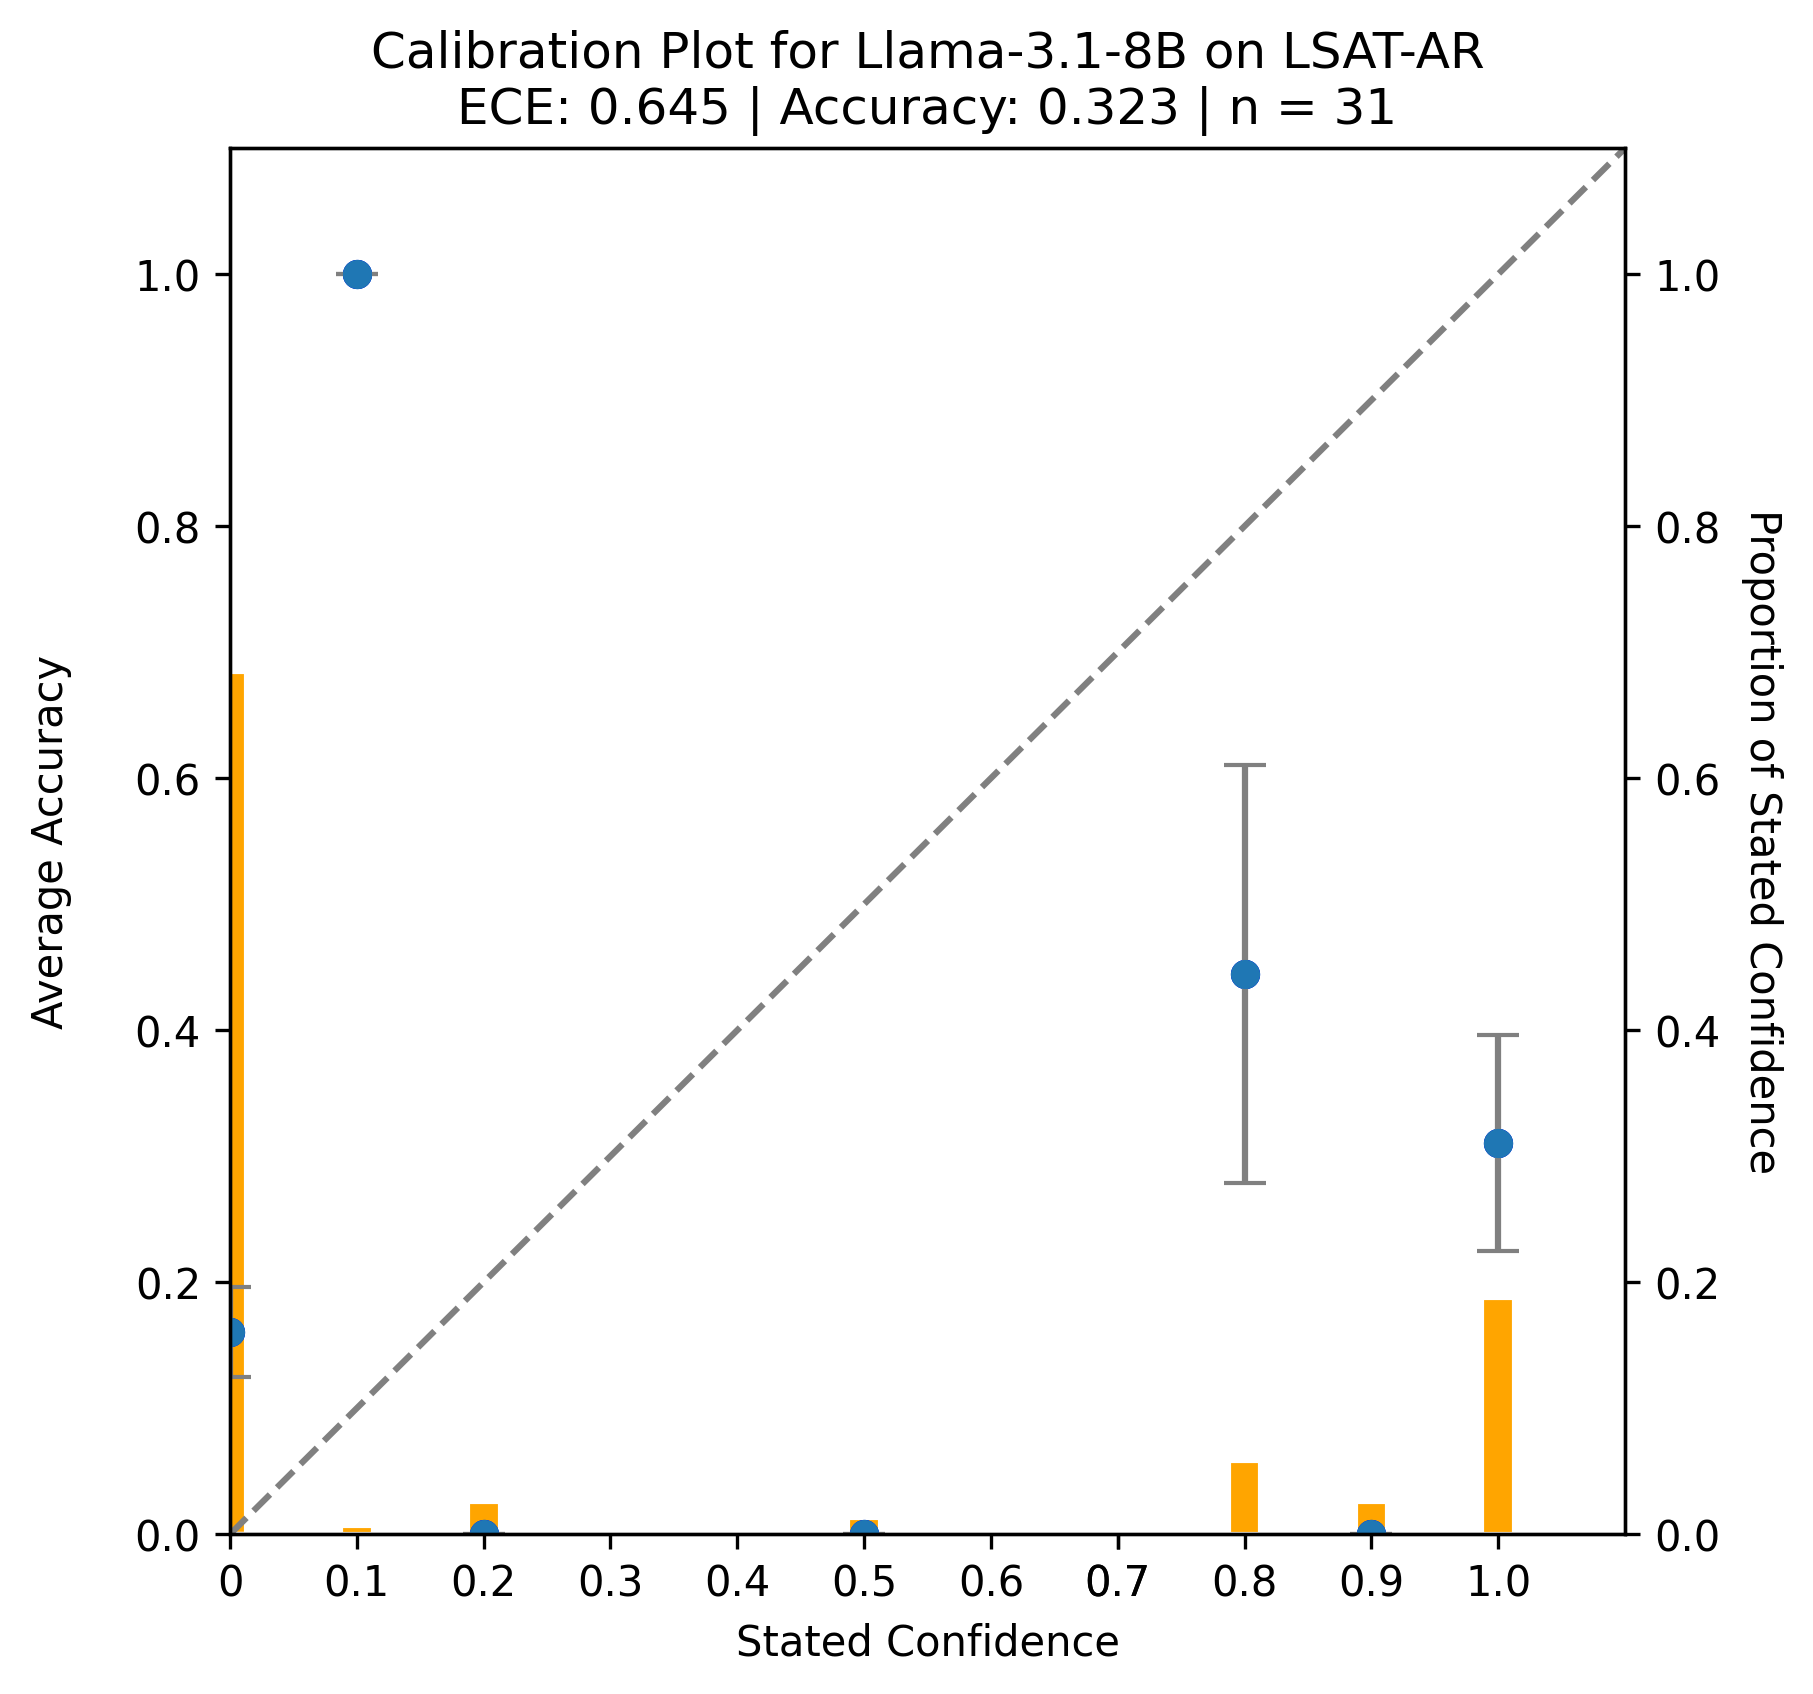 Calibration Plot for Llama-3.1-8B on LSAT-AR
ECE: 0.645 | Accuracy: 0.323 | n = 31
Average Accuracy
1.0
0.8
0.6
0.4
0.2
0.0
1.0
0.8
0.6
0.4
0.2
0.0
Proportion of Stated Confidence
0 0.1 0.2 0.3 0.4 0.5 0.6 0.7 0.8 0.9 1.0
Stated Confidence